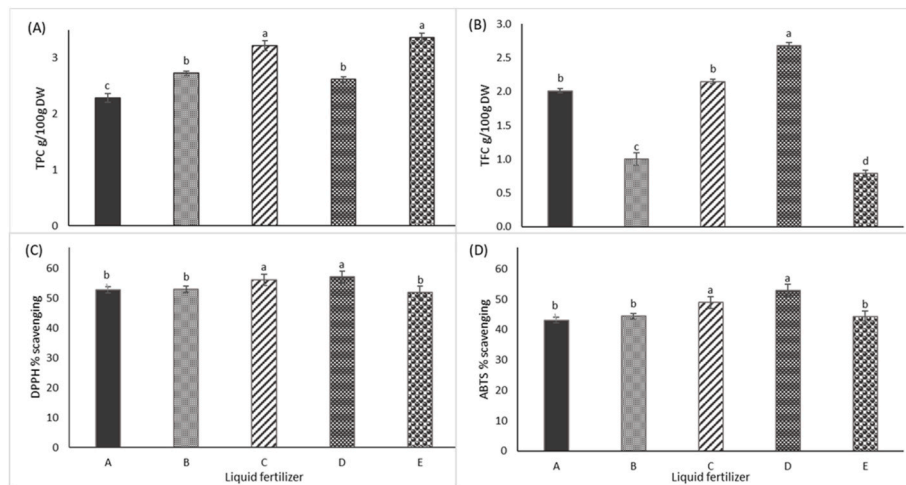 (A)
TPC g/100g DW
3
2
1
0
c
b
a
b
a
(B)
TFC g/100g DW
3.0
2.5
2.0
1.5
1.0
0.5
0.0
b
c
b
a
d
(C)
DPPH % scavenging
60
50
40
30
20
10
0
b
b
a
a
b
A B C D E
Liquid fertilizer
(D)
ABTS % scavenging
60
50
40
30
20
10
0
b
b
a
a
b
A B C D E
Liquid fertilizer